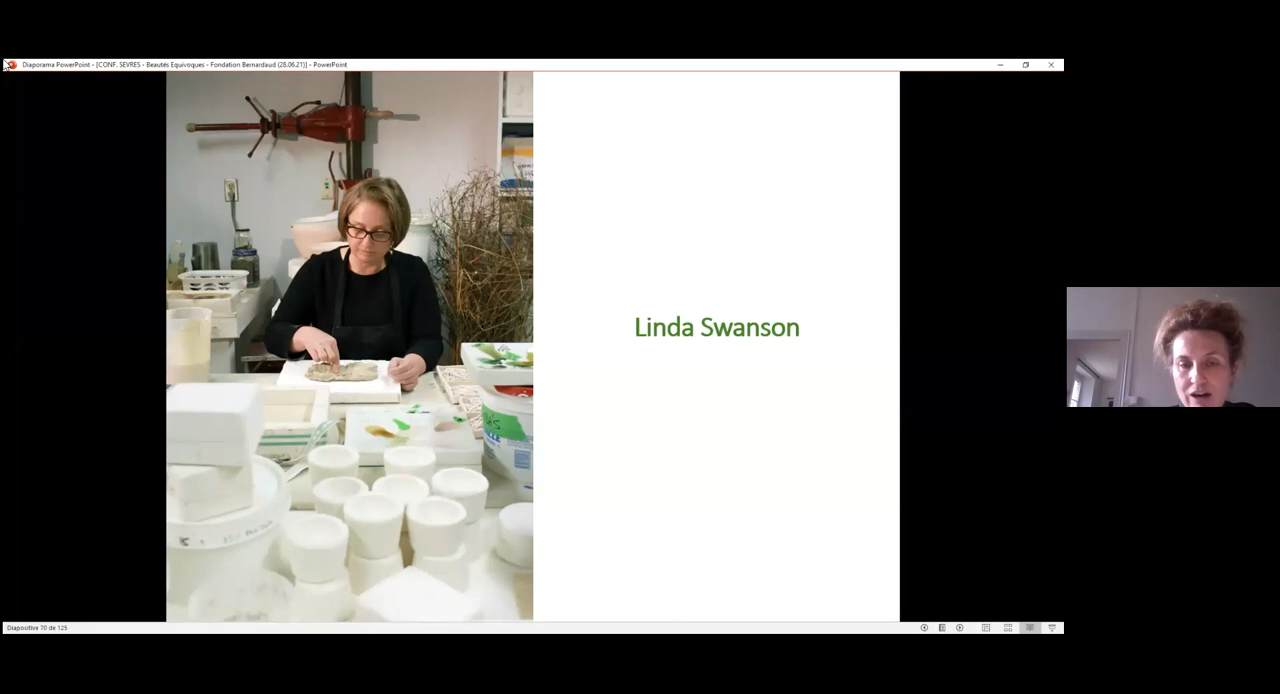 Diaporama PowerPoint - [CONF. SEVRES - Beautés Equivoques - Fondation Bernardaud (28.06.21)] - PowerPoint
Linda Swanson
Diapositive 70 de 125